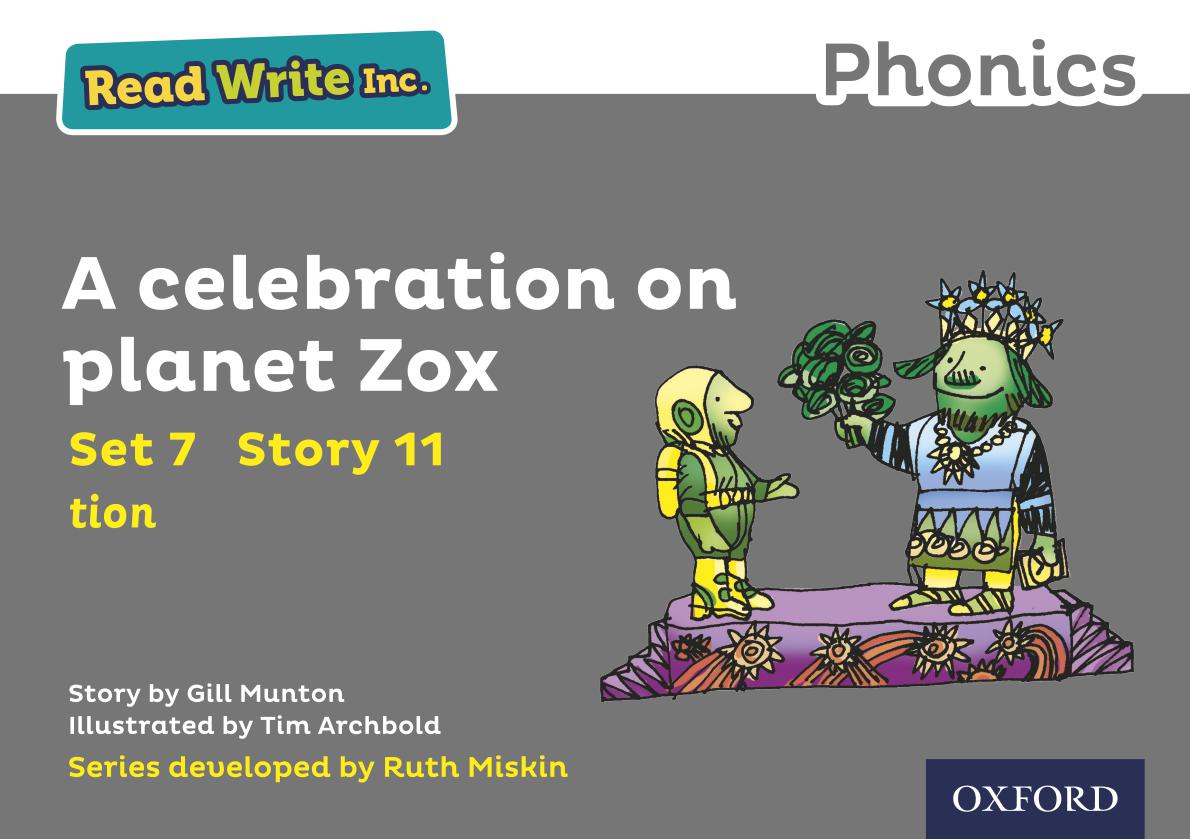 Read Write Inc.
Phonics
A celebration on
planet Zox
Set 7 Story 11
tion
Story by Gill Munton
Illustrated by Tim Archbold
Series developed by Ruth Miskin
OXFORD